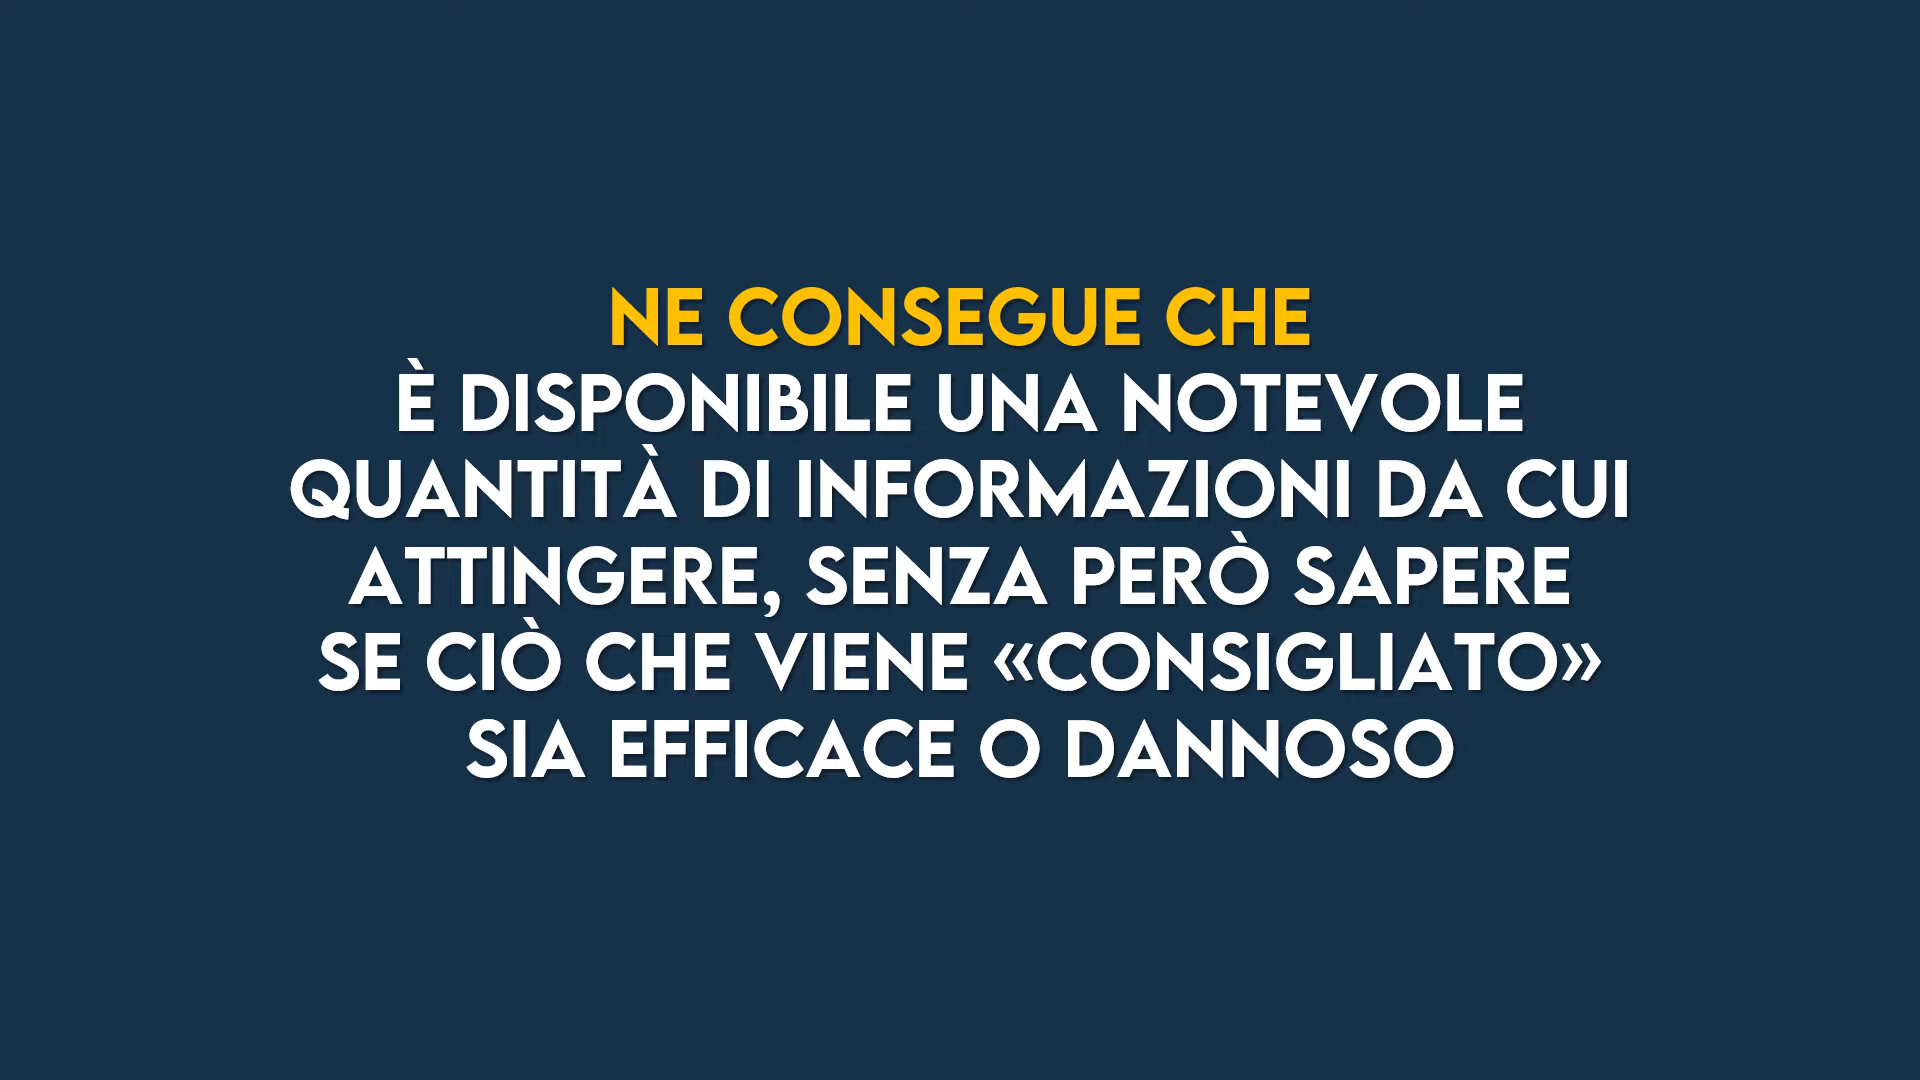 NE CONSEGUE CHE
È DISPONIBILE UNA NOTEVOLE
QUANTITÀ DI INFORMAZIONI DA CUI
ATTINGERE, SENZA PERÒ SAPERE
SE CIÒ CHE VIENE «CONSIGLIATO»
SIA EFFICACE O DANNOSO